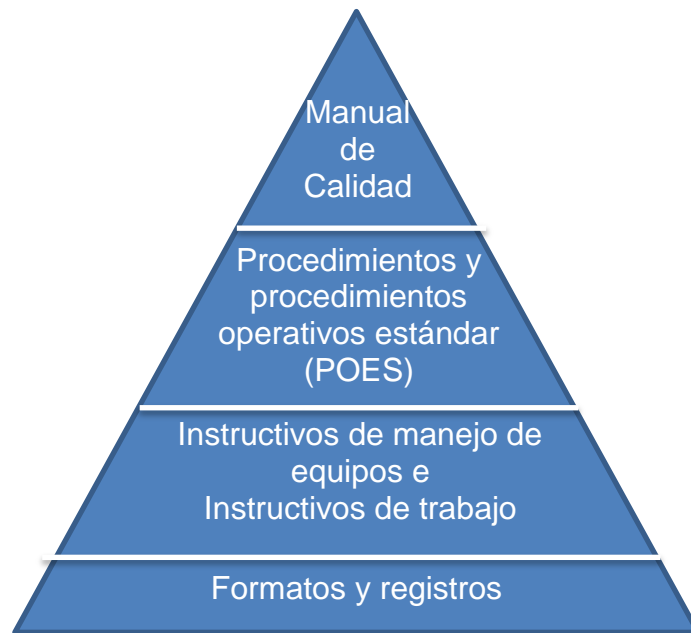 Manual
de
Calidad
Procedimientos y
procedimientos
operativos estándar
(POES)
Instructivos de manejo de
equipos e
Instructivos de trabajo
Formatos y registros